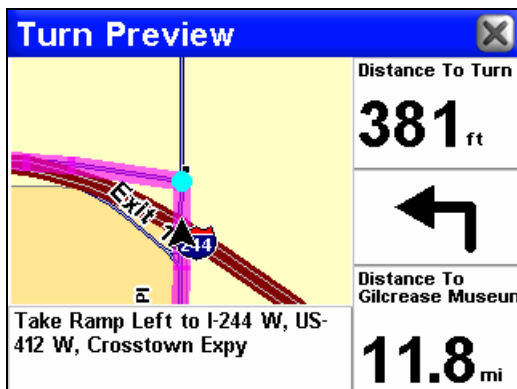 Turn Preview
Distance To Turn
381 ft
Exit
244
Pl
Take Ramp Left to I-244 W, US-
412 W, Crosstown Expy
Distance To
Gilcrease Museum
11.8 mi